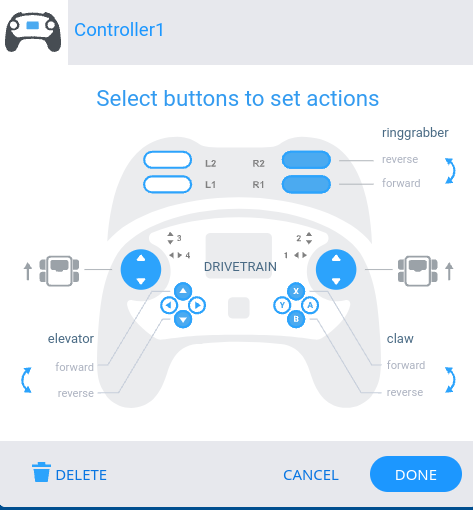 Controller1
Select buttons to set actions
ringgrabber
L2 R2 reverse
L1 R1 forward
3 2
4 1
DRIVETRAIN
X
Y A
B
elevator claw
forward forward
reverse reverse
DELETE CANCEL DONE